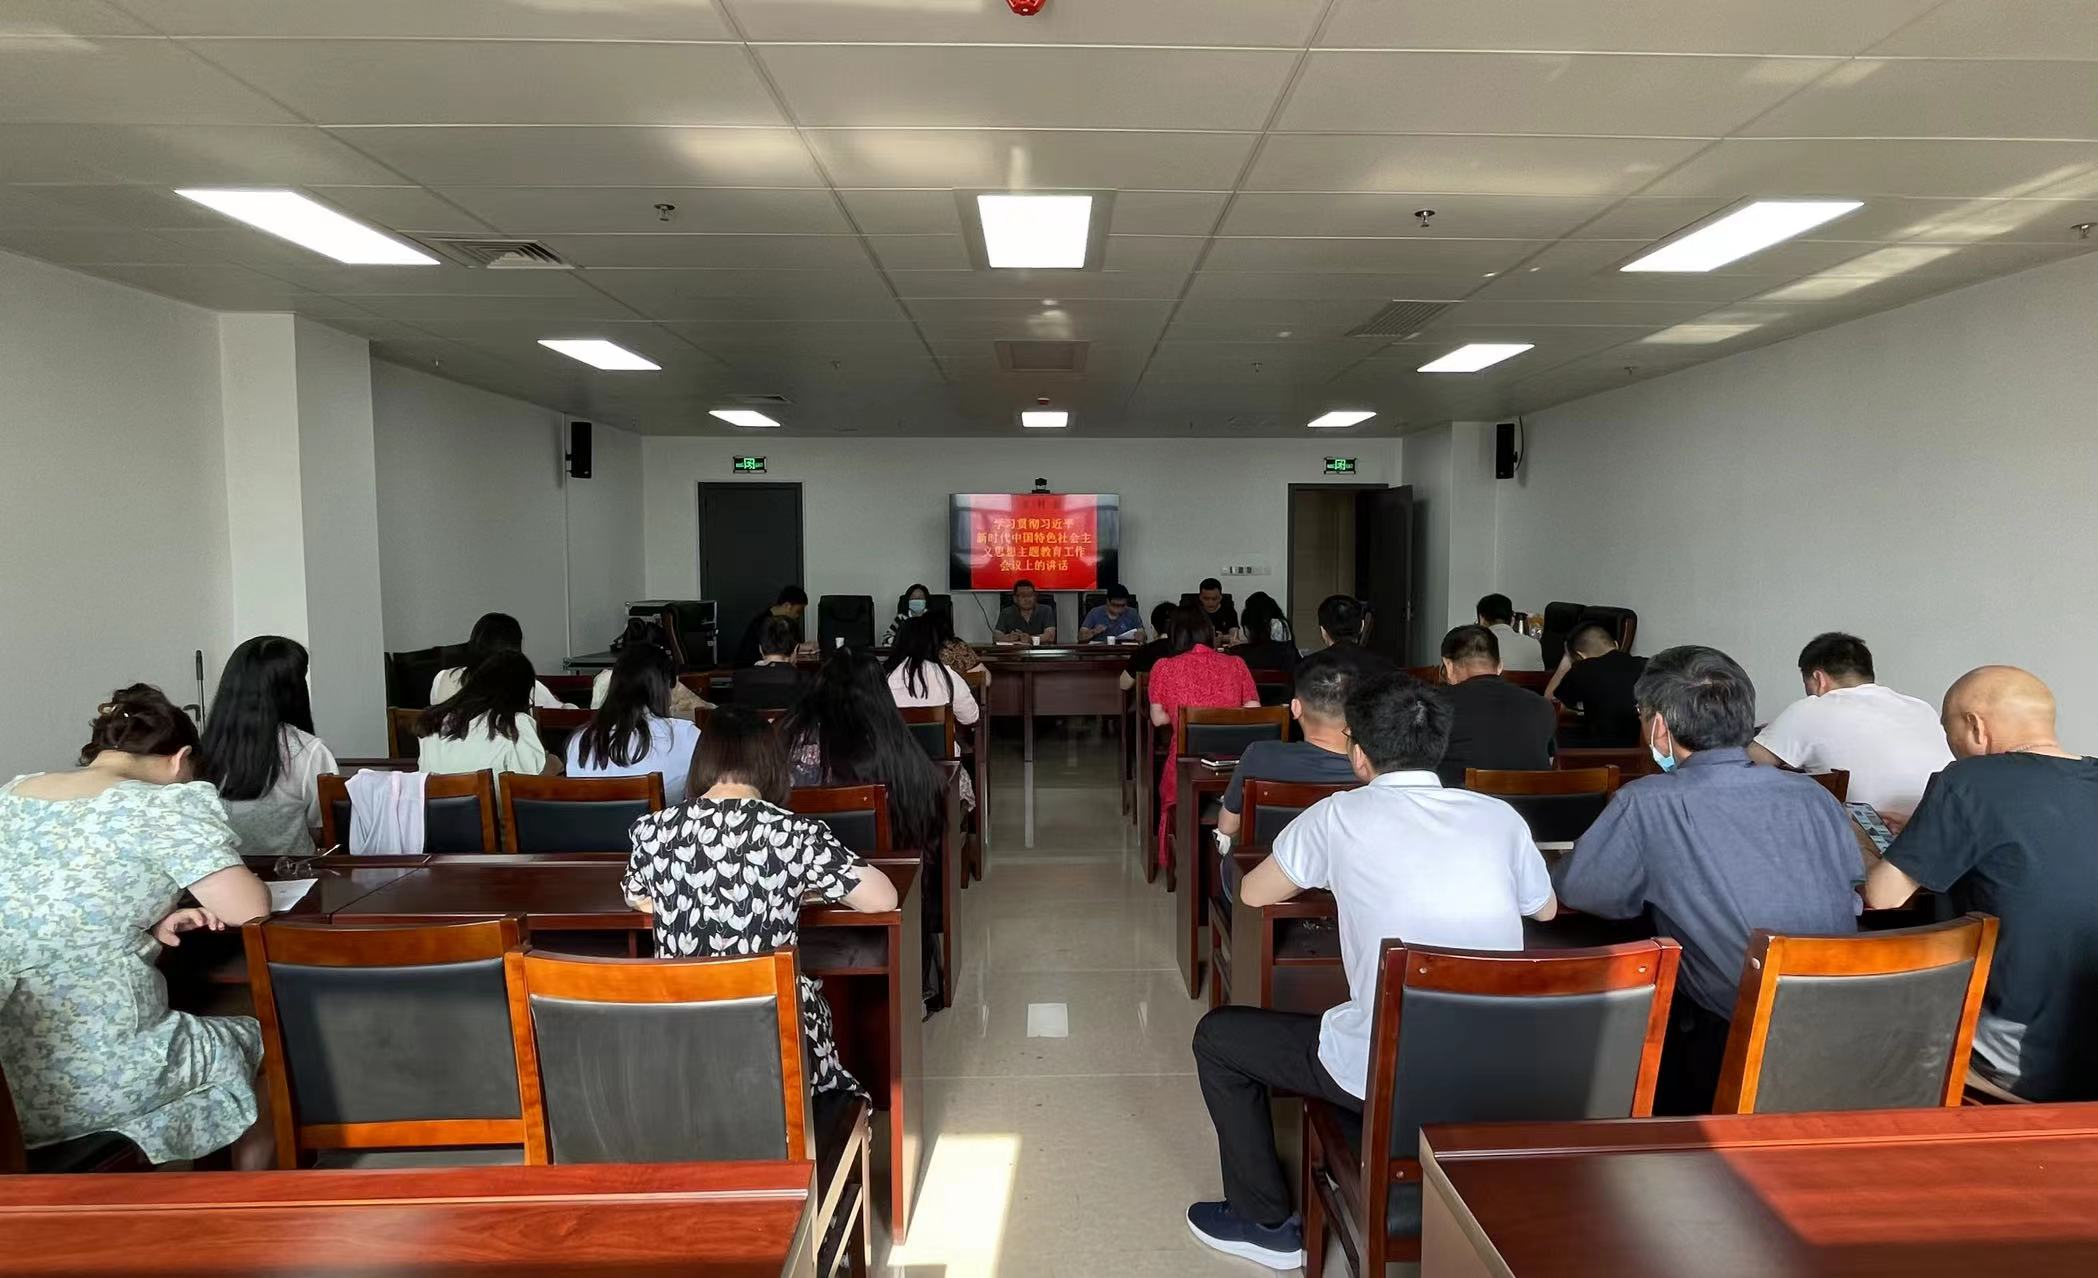 学习贯彻习近平
新时代中国特色社会主
义思想主题教育工作
会议上的讲话